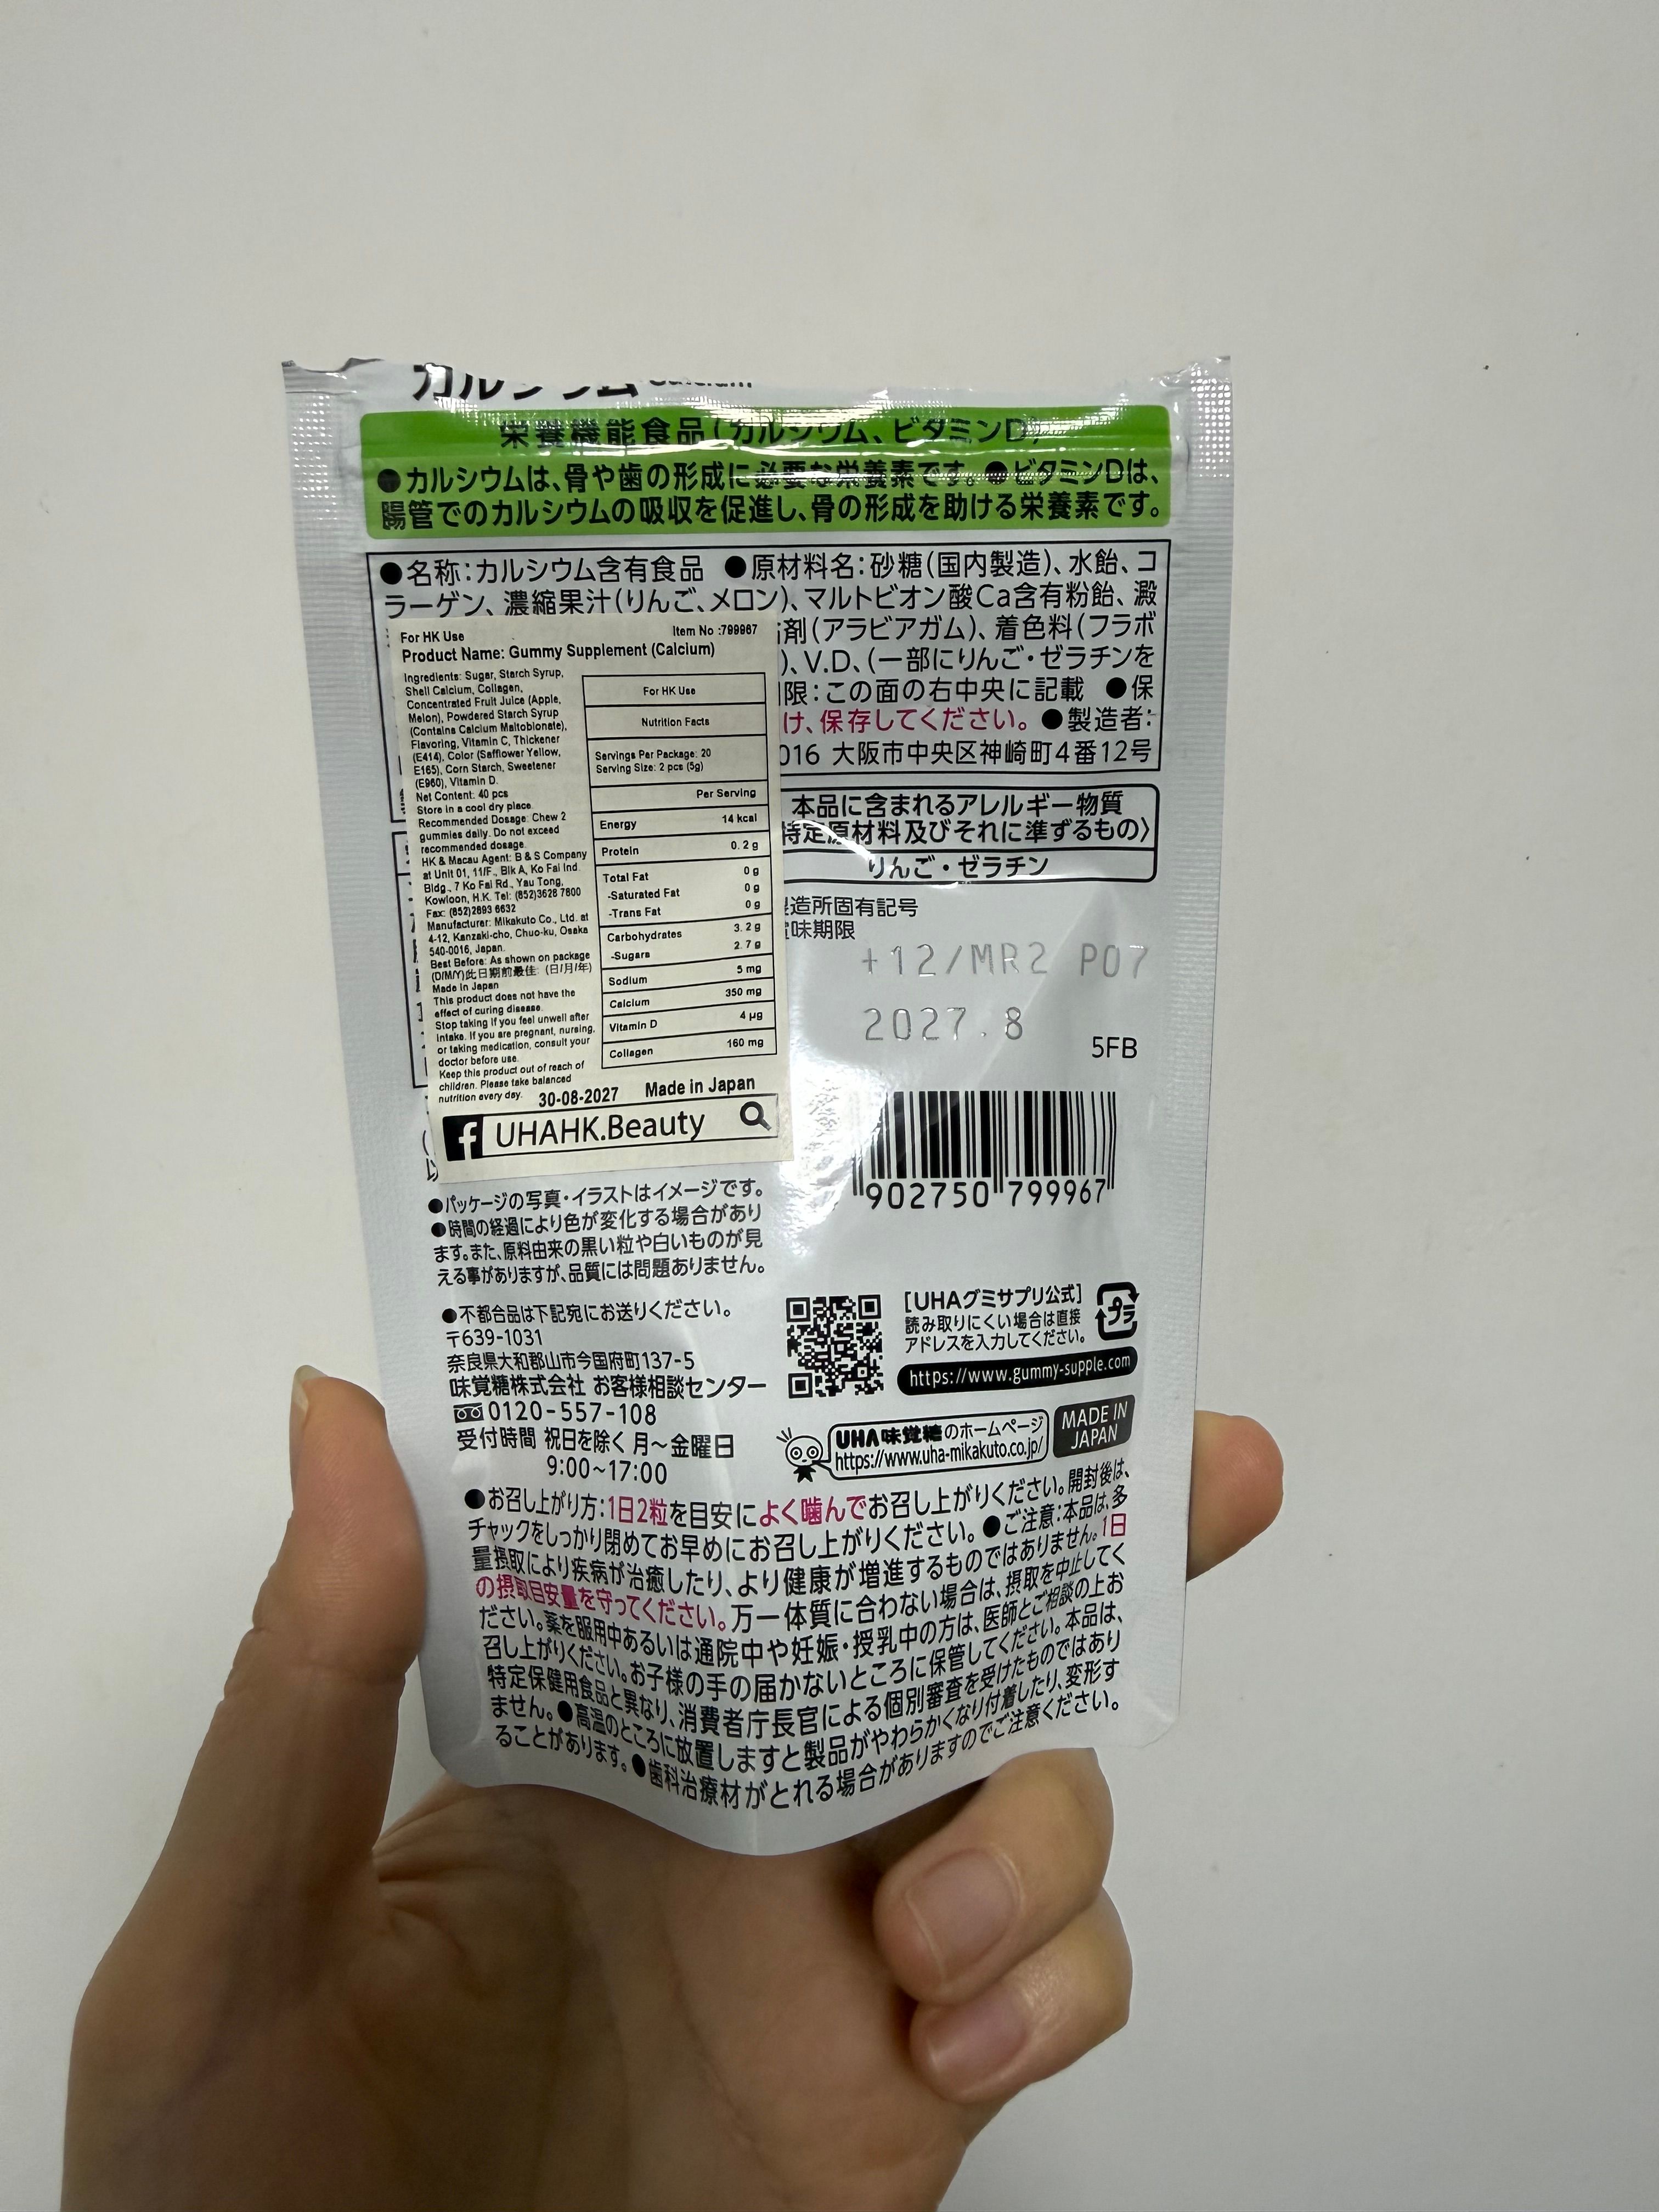 カルシウム Calcium
栄養機能食品(カルシウム、ビタミンD)
●カルシウムは、骨や歯の形成に必要な栄養素です。●ビタミンDは、
腸管でのカルシウムの吸収を促進し、骨の形成を助ける栄養素です。
●名称:カルシウム含有食品 ●原材料名:砂糖(国内製造)、水飴、コ
ラーゲン、濃縮果汁(りんご、メロン)、マルトビオン酸Ca含有粉飴、澱
剤(アラビアガム)、着色料(フラボ
)、V.D.、(一部にりんご・ゼラチンを
限:この面の右中央に記載 ●保
け、保存してください。●製造者:
016 大阪市中央区神崎町4番12号
For HK Use
Item No :799967
Product Name: Gummy Supplement (Calcium)
Ingredients: Sugar, Starch Syrup,
Shell Calcium, Collagen,
Concentrated Fruit Juice (Apple,
Melon), Powdered Starch Syrup
(Contains Calcium Maltobionate),
Flavoring, Vitamin C, Thickener
(E414), Color (Safflower Yellow,
E165), Corn Starch, Sweetener
(E960), Vitamin D.
Net Content: 40 pcs
Store in a cool dry place.
Recommended Dosage: Chew 2
gummies daily. Do not exceed
recommended dosage.
HK & Macau Agent: B & S Company
at Unit 01, 11/F., Blk A, Ko Fai Ind.
Bldg., 7 Ko Fai Rd., Yau Tong,
Kowloon, H.K. Tel: (852)3628 7800
Fax: (852)2893 6632
Manufacturer: Mikakuto Co., Ltd. at
4-12, Kanzaki-cho, Chuo-ku, Osaka
540-0016, Japan.
Best Before: As shown on package
(D/M/Y)此日期前最佳: (日/月/年)
Made in Japan
This product does not have the
effect of curing disease.
Stop taking if you feel unwell after
intake. If you are pregnant, nursing,
or taking medication, consult your
doctor before use.
Keep this product out of reach of
children. Please take balanced
nutrition every day.
For HK Use
Nutrition Facts
Servings Per Package: 20
Serving Size: 2 pcs (5g)
Per Serving
Energy 14 kcal
Protein 0.2 g
Total Fat 0 g
-Saturated Fat 0 g
-Trans Fat 0 g
Carbohydrates 3.2 g
-Sugars 2.7 g
Sodium 5 mg
Calcium 350 mg
Vitamin D 4 µg
Collagen 160 mg
30-08-2027 Made in Japan
f UHAHK.Beauty
本品に含まれるアレルギー物質
特定原材料及びそれに準ずるもの〉
りんご・ゼラチン
造所固有記号
味期限
+12/MR2 P07
2027.8
5FB
902750 799967
●パッケージの写真・イラストはイメージです。
●時間の経過により色が変化する場合があり
ます。また、原料由来の黒い粒や白いものが見
える事がありますが、品質には問題ありません。
●不都合品は下記宛にお送りください。
〒639-1031
奈良県大和郡山市今国府町137-5
味覚糖株式会社 お客様相談センター
0120-557-108
受付時間 祝日を除く 月~金曜日
9:00~17:00
[UHAグミサプリ公式]
読み取りにくい場合は直接
アドレスを入力してください。
プラ
https://www.gummy-supple.com
UHA味覚糖のホームページ
https://www.uha-mikakuto.co.jp/
MADE IN
JAPAN
●お召し上がり方:1日2粒を目安によく噛んでお召し上がりください。開封後は、
チャックをしっかり閉めてお早めにお召し上がりください。●ご注意:本品は、多
量摂取により疾病が治癒したり、より健康が増進するものではありません。1日
の摂取目安量を守ってください。万一体質に合わない場合は、摂取を中止してく
ださい。薬を服用中あるいは通院中や妊娠・授乳中の方は、医師とご相談の上お
召し上がりください。お子様の手の届かないところに保管してください。本品は、
特定保健用食品と異なり、消費者庁長官による個別審査を受けたものではあり
ません。●高温のところに放置しますと製品がやわらかくなり付着したり、変形す
ることがあります。●歯科治療材がとれる場合がありますのでご注意ください。